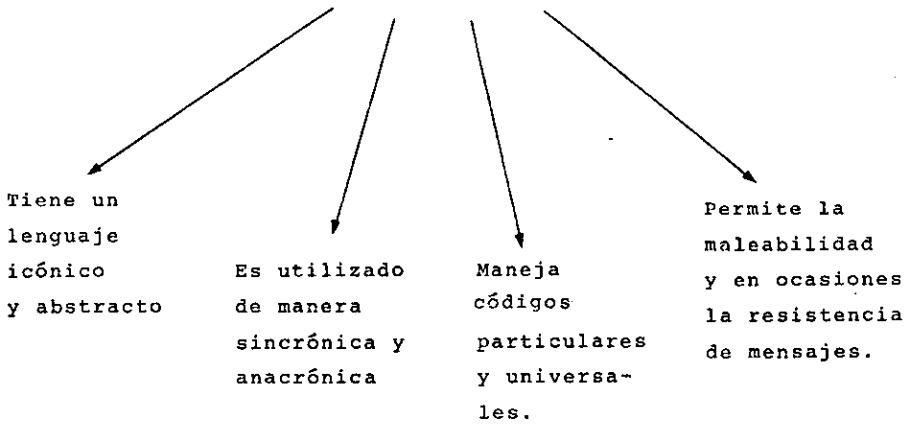 Tiene un
lenguaje
icónico
y abstracto
Es utilizado
de manera
sincrónica y
anacrónica
Maneja
códigos
particulares
y universa-
les.
Permite la
maleabilidad
y en ocasiones
la resistencia
de mensajes.